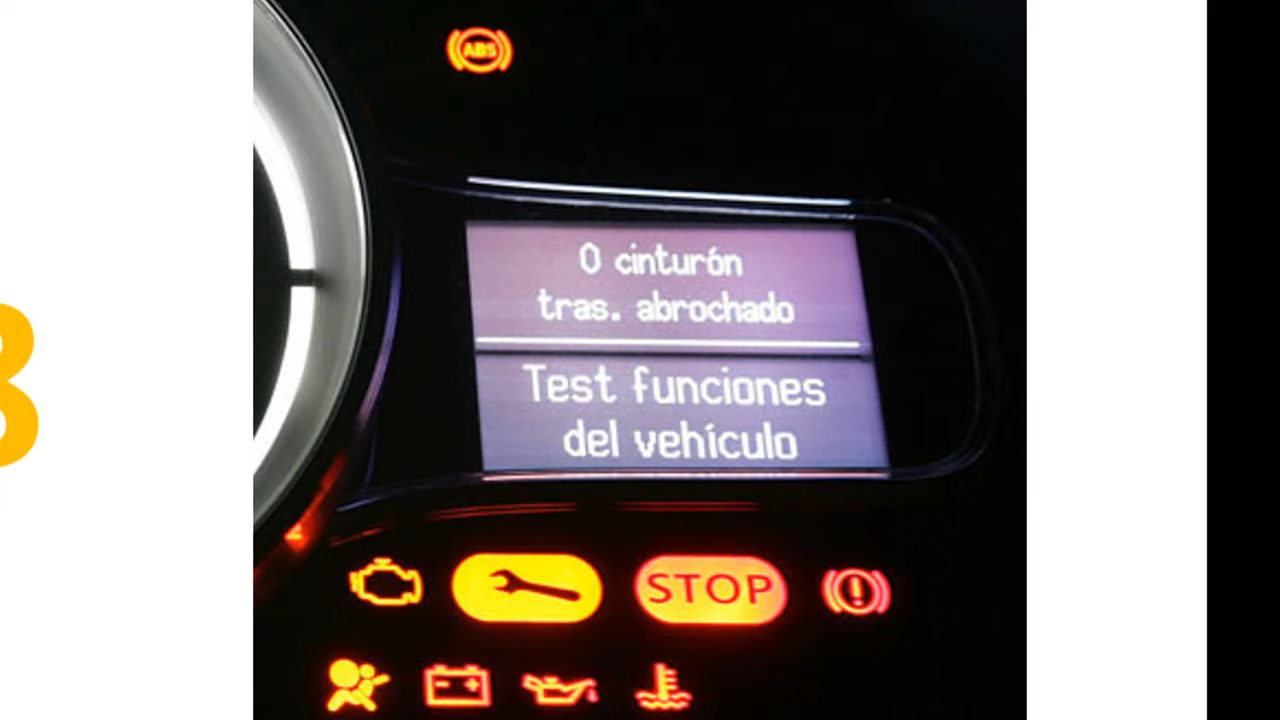 ABS
0 cinturón
tras. abrochado
Test funciones
del vehículo
STOP